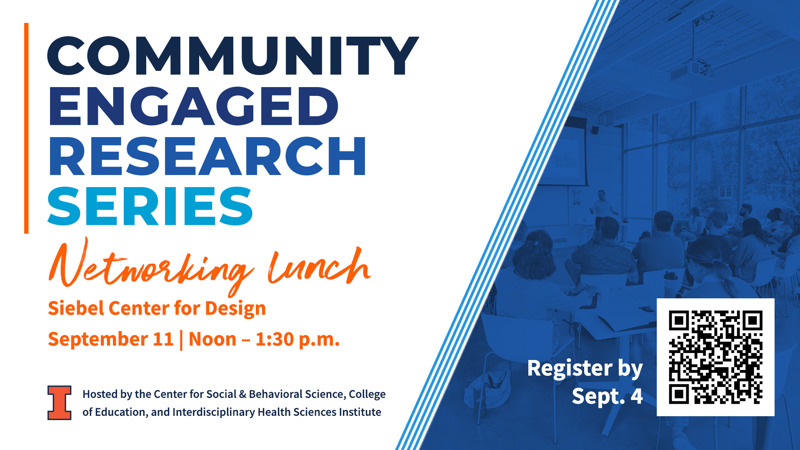 COMMUNITY
ENGAGED
RESEARCH
SERIES
Networking Lunch
Siebel Center for Design
September 11 | Noon – 1:30 p.m.
Hosted by the Center for Social & Behavioral Science, College
of Education, and Interdisciplinary Health Sciences Institute
Register by
Sept. 4